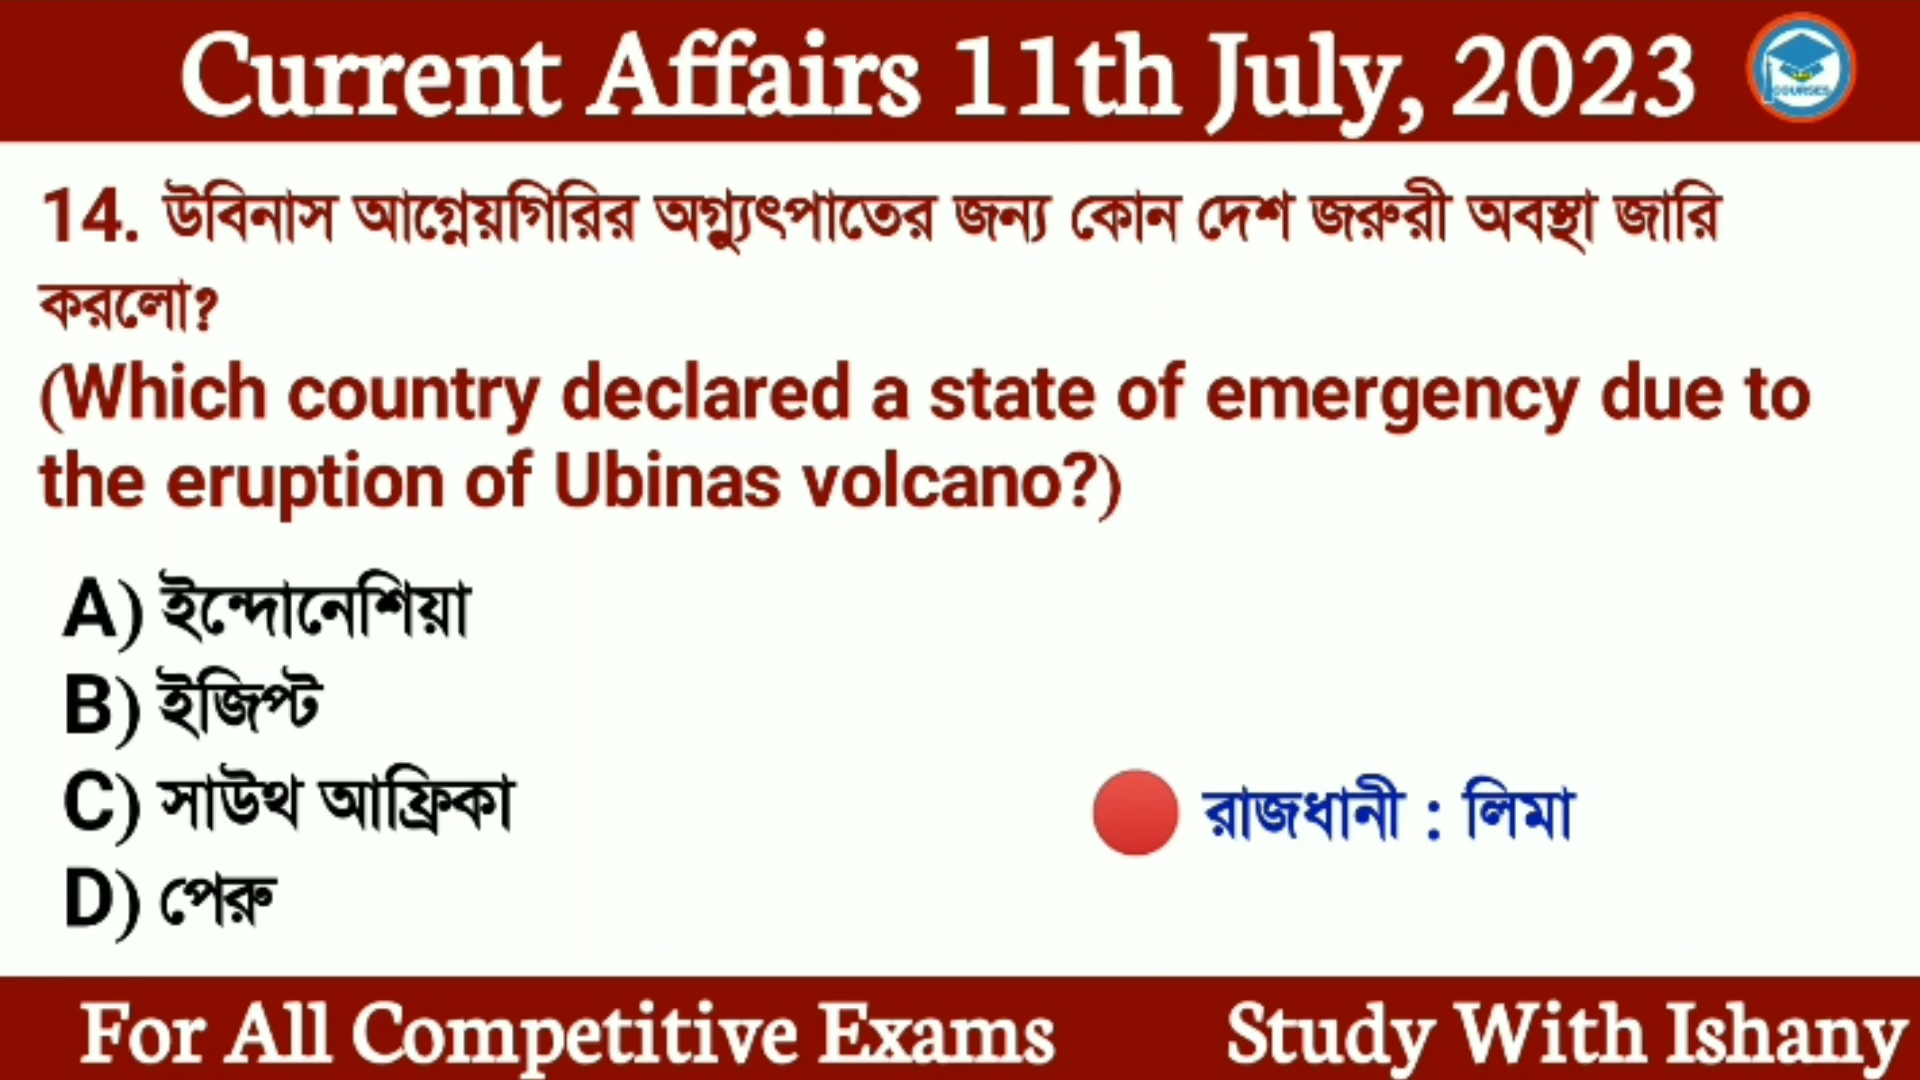 Current Affairs 11th July, 2023
COURSES
14. উবিনাস আগ্নেয়গিরির অগ্ন্যুৎপাতের জন্য কোন দেশ জরুরী অবস্থা জারি
করলো?
(Which country declared a state of emergency due to
the eruption of Ubinas volcano?)
A) ইন্দোনেশিয়া
B) ইজিপ্ট
C) সাউথ আফ্রিকা
রাজধানী : লিমা
D) পেরু
For All Competitive Exams
Study With Ishany